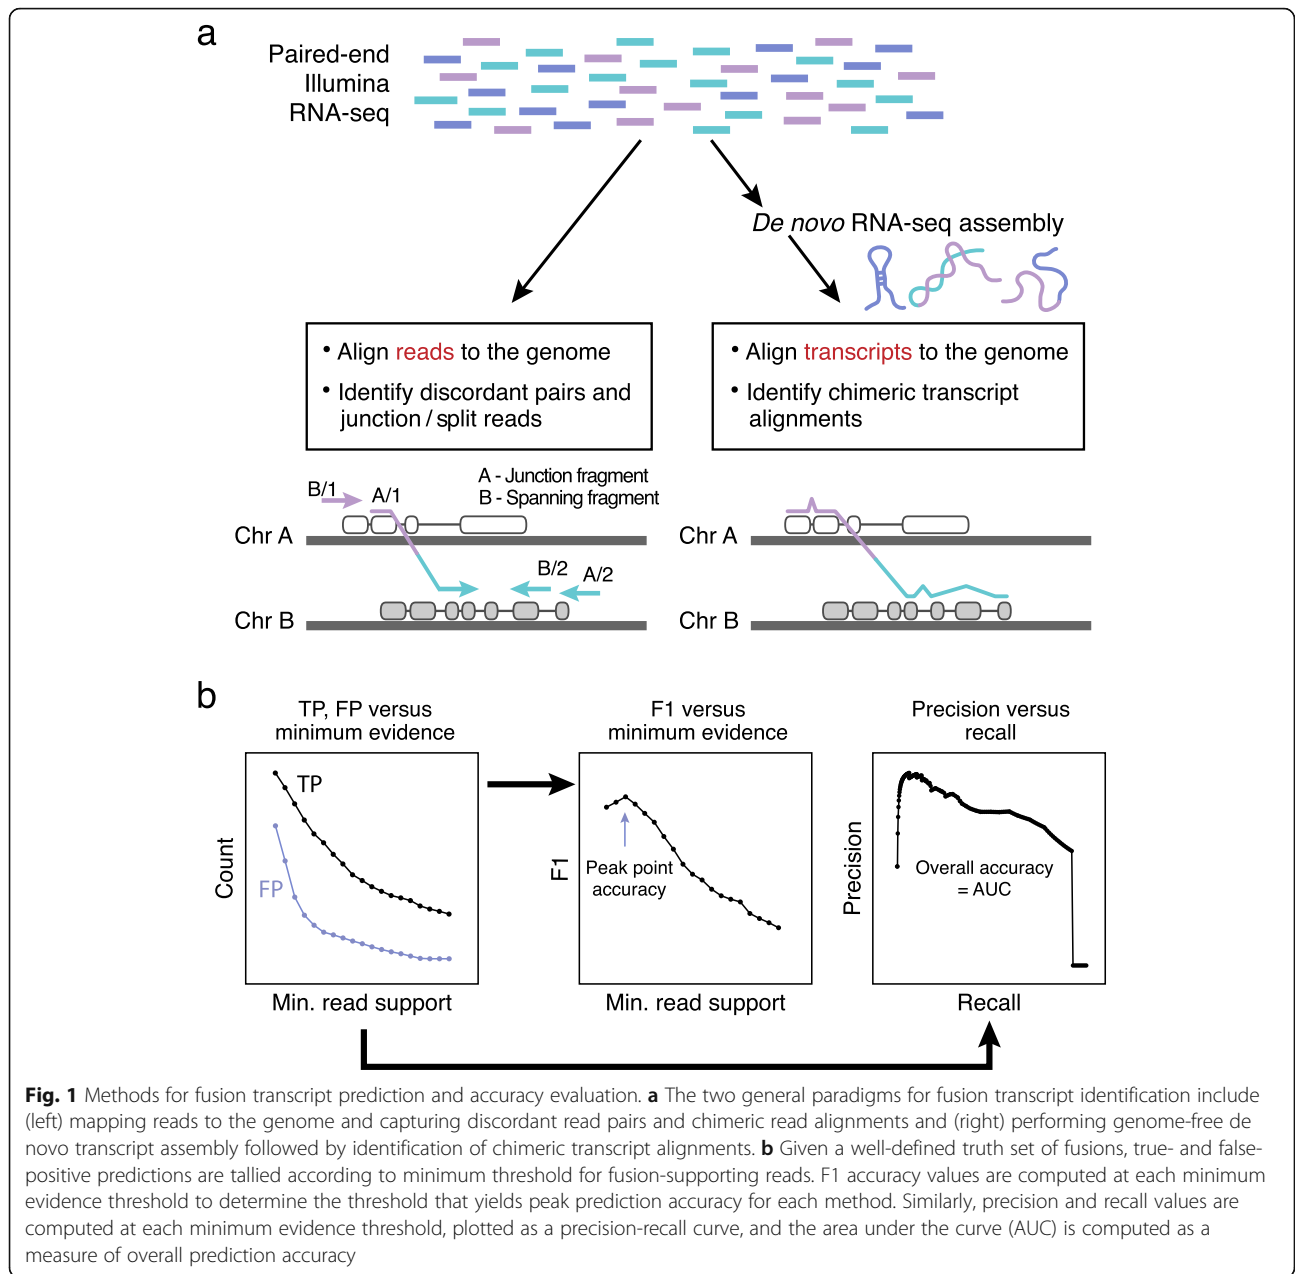 a
Paired-end
Illumina
RNA-seq
De novo RNA-seq assembly
• Align reads to the genome
• Identify discordant pairs and
junction / split reads
• Align transcripts to the genome
• Identify chimeric transcript
alignments
A - Junction fragment
B - Spanning fragment
B/1
A/1
Chr A
B/2
A/2
Chr B
Chr A
Chr B
b
TP, FP versus
minimum evidence
TP
FP
Count
Min. read support
F1 versus
minimum evidence
Peak point
accuracy
F1
Min. read support
Precision versus
recall
Overall accuracy
= AUC
Precision
Recall
Fig. 1 Methods for fusion transcript prediction and accuracy evaluation. a The two general paradigms for fusion transcript identification include
(left) mapping reads to the genome and capturing discordant read pairs and chimeric read alignments and (right) performing genome-free de
novo transcript assembly followed by identification of chimeric transcript alignments. b Given a well-defined truth set of fusions, true- and false-
positive predictions are tallied according to minimum threshold for fusion-supporting reads. F1 accuracy values are computed at each minimum
evidence threshold to determine the threshold that yields peak prediction accuracy for each method. Similarly, precision and recall values are
computed at each minimum evidence threshold, plotted as a precision-recall curve, and the area under the curve (AUC) is computed as a
measure of overall prediction accuracy